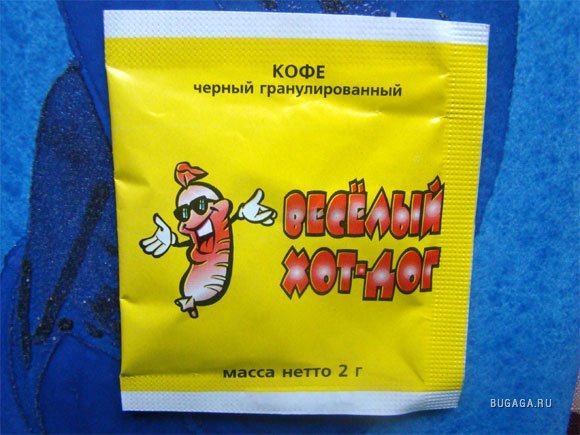 КОФЕ
черный гранулированный
ВЕСЁЛЫЙ
ХОТ-ДОГ
масса нетто 2 г
BUGAGA.RU